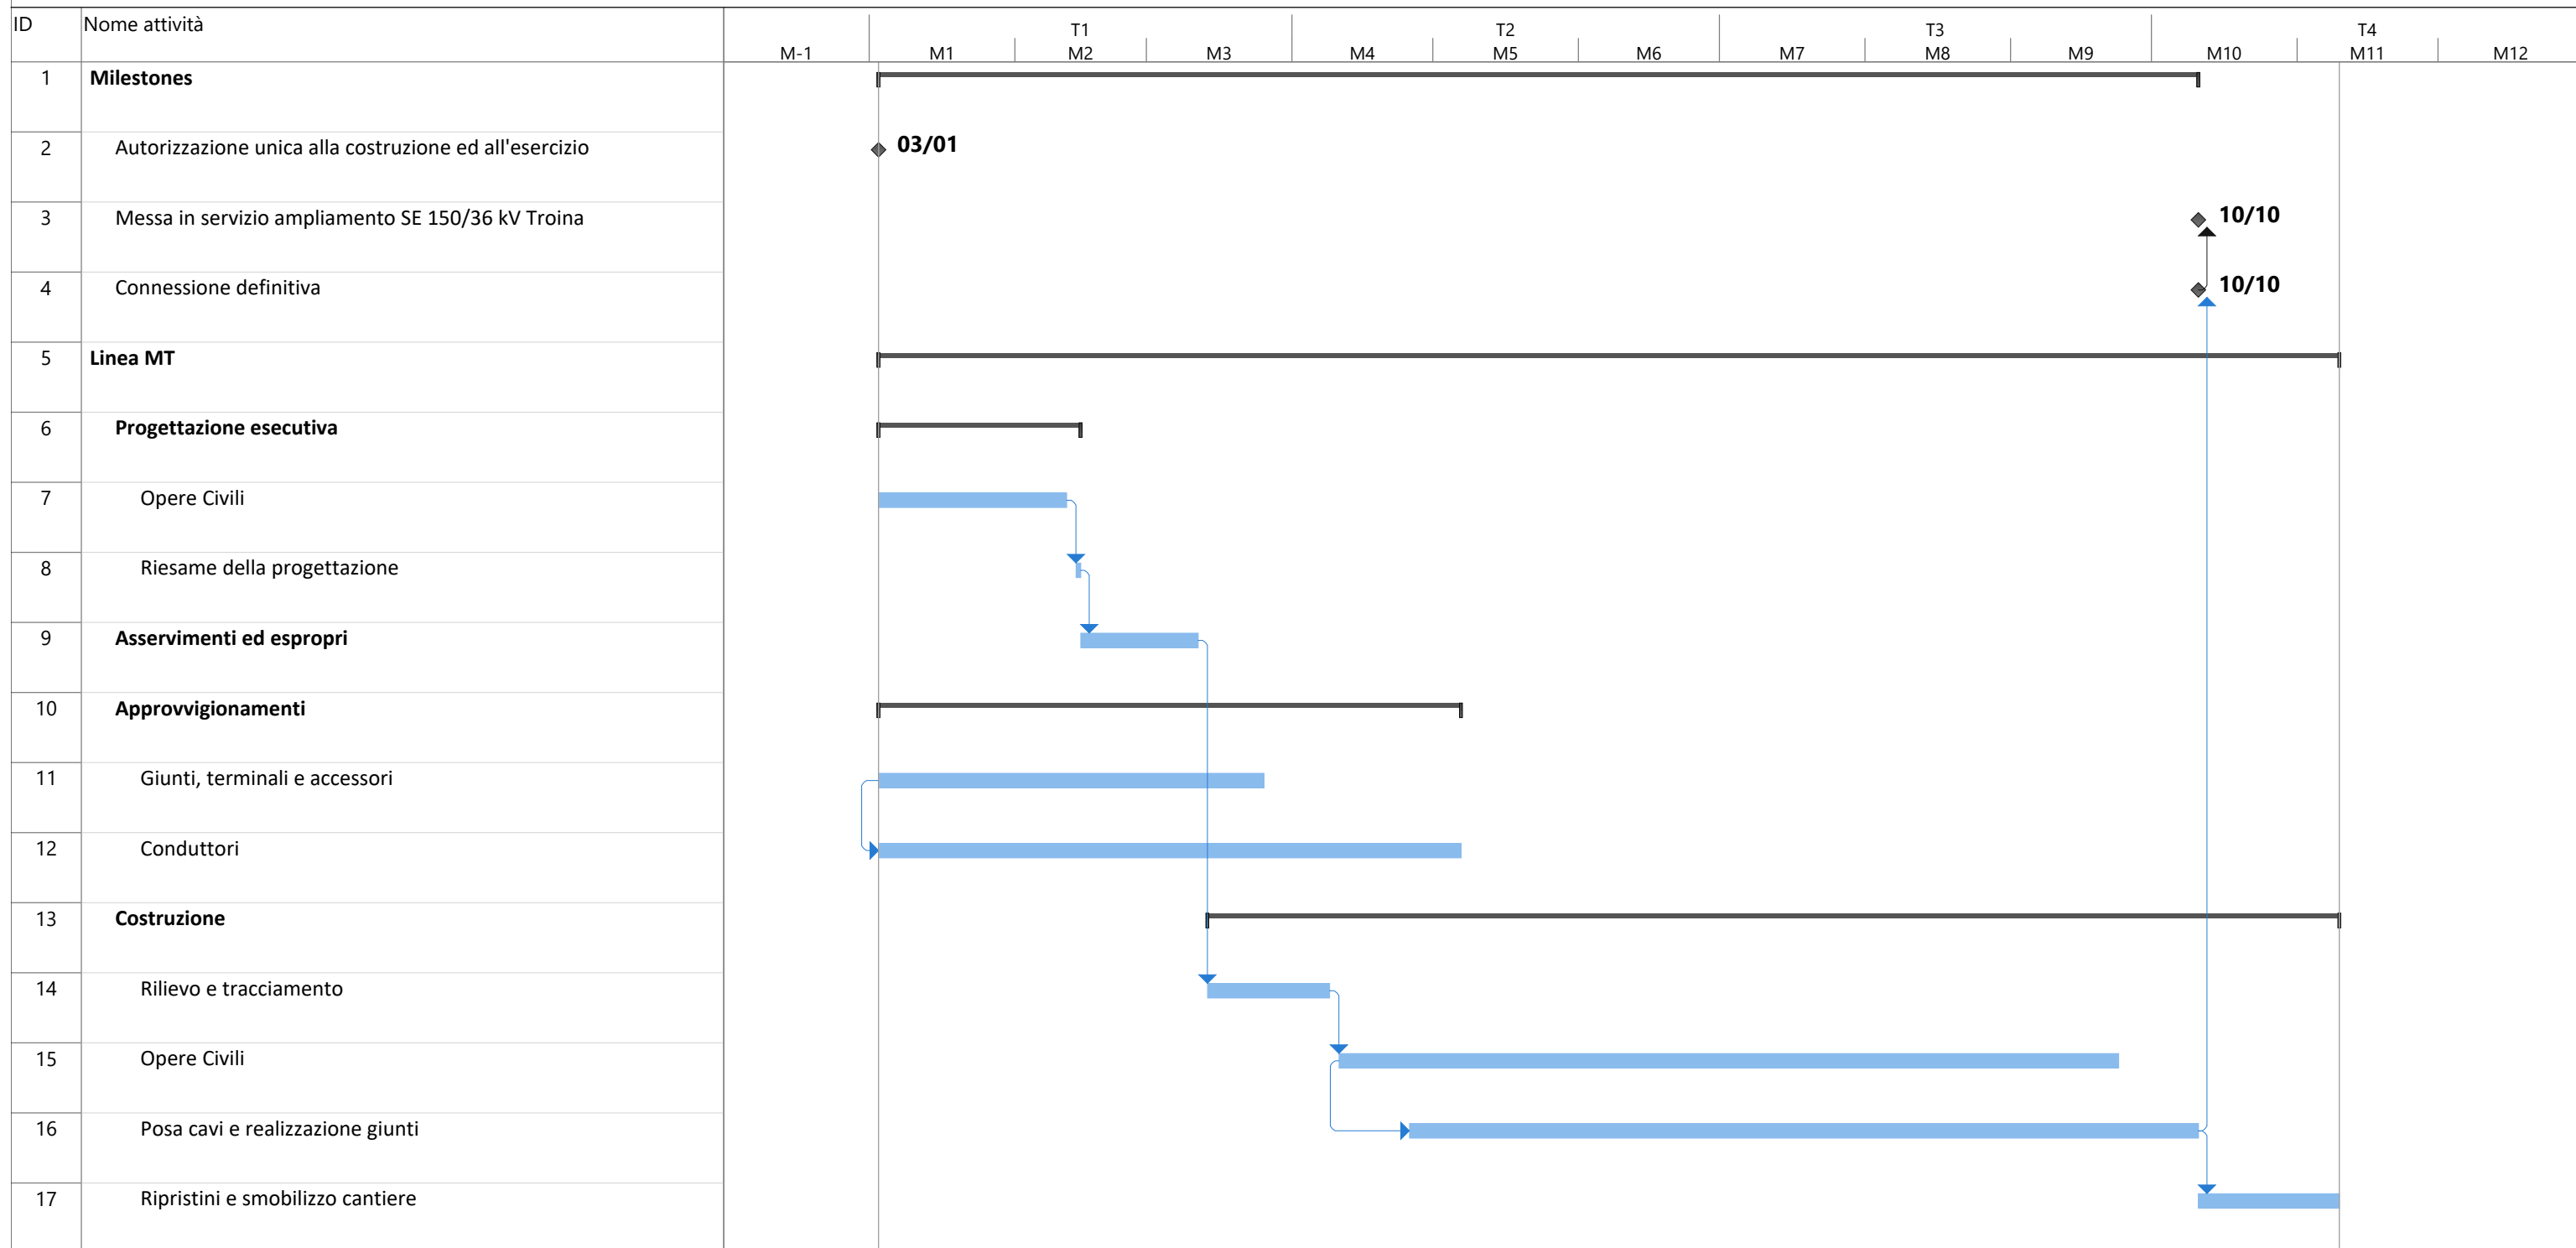 ID Nome attività
T1 T2 T3 T4
M-1 M1 M2 M3 M4 M5 M6 M7 M8 M9 M10 M11 M12
1 Milestones
2 Autorizzazione unica alla costruzione ed all'esercizio 03/01
3 Messa in servizio ampliamento SE 150/36 kV Troina 10/10
4 Connessione definitiva 10/10
5 Linea MT
6 Progettazione esecutiva
7 Opere Civili
8 Riesame della progettazione
9 Asservimenti ed espropri
10 Approvvigionamenti
11 Giunti, terminali e accessori
12 Conduttori
13 Costruzione
14 Rilievo e tracciamento
15 Opere Civili
16 Posa cavi e realizzazione giunti
17 Ripristini e smobilizzo cantiere